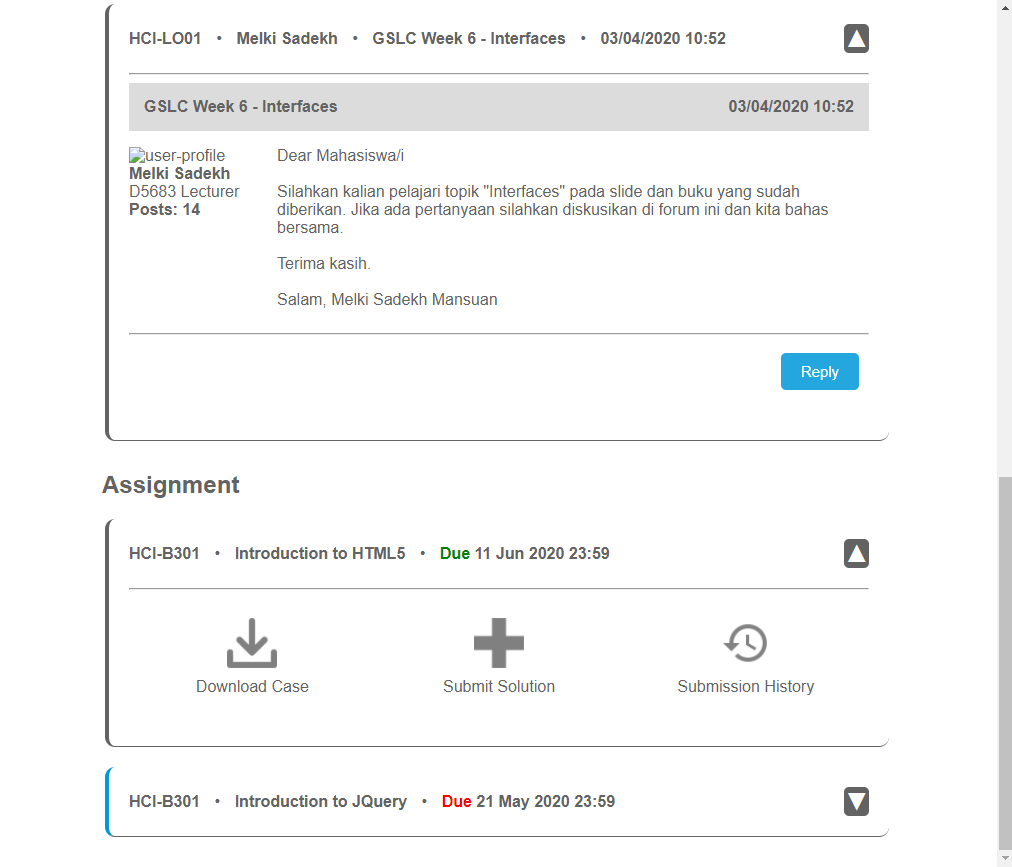 HCI-LO01 • Melki Sadekh • GSLC Week 6 - Interfaces • 03/04/2020 10:52
GSLC Week 6 - Interfaces 03/04/2020 10:52
user-profile
Melki Sadekh
D5683 Lecturer
Posts: 14
Dear Mahasiswa/i
Silahkan kalian pelajari topik "Interfaces" pada slide dan buku yang sudah
diberikan. Jika ada pertanyaan silahkan diskusikan di forum ini dan kita bahas
bersama.
Terima kasih.
Salam, Melki Sadekh Mansuan
Reply
Assignment
HCI-B301 • Introduction to HTML5 • Due 11 Jun 2020 23:59
Download Case
Submit Solution
Submission History
HCI-B301 • Introduction to JQuery • Due 21 May 2020 23:59